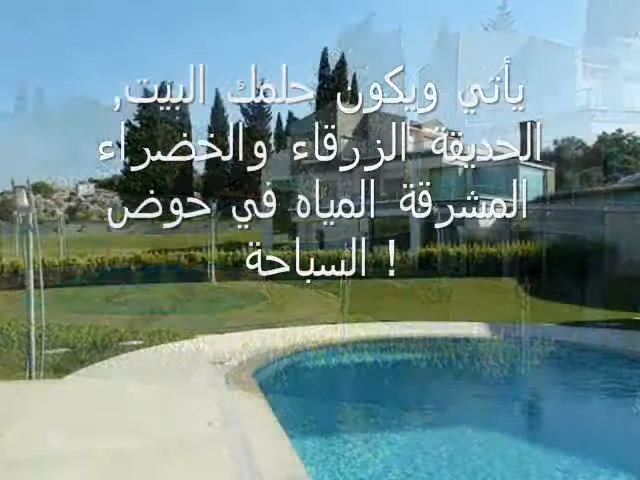 يأتي ويكون حلمك البيت,
الحديقة الزرقاء والخضراء
المشرقة المياه في حوض
السباحة !